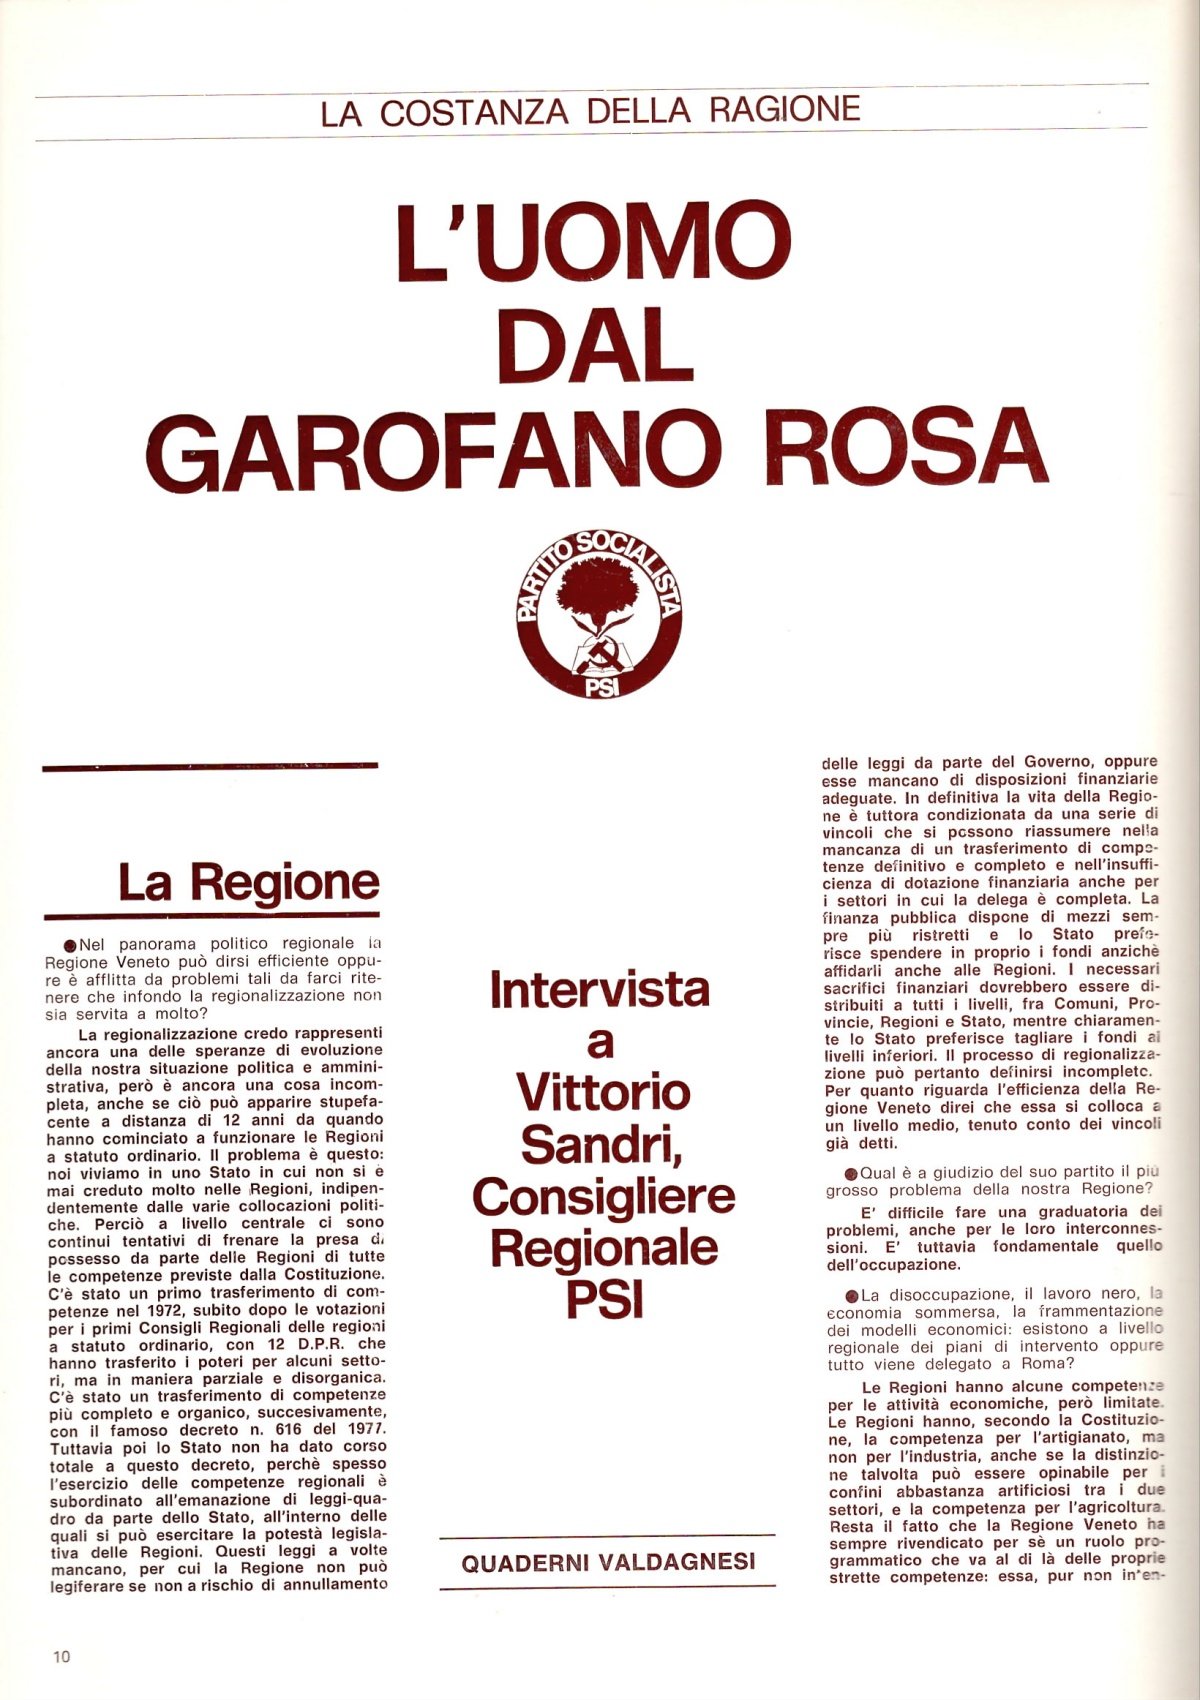 LA COSTANZA DELLA RAGIONE
L'UOMO
DAL
GAROFANO ROSA
PARTITO SOCIALISTA
PSI
La Regione
●Nel panorama politico regionale la
Regione Veneto può dirsi efficiente oppu-
re è afflitta da problemi tali da farci rite-
nere che infondo la regionalizzazione non
sia servita a molto?
La regionalizzazione credo rappresenti
ancora una delle speranze di evoluzione
della nostra situazione politica e ammini-
strativa, però è ancora una cosa incom-
pleta, anche se ciò può apparire stupefa-
cente a distanza di 12 anni da quando
hanno cominciato a funzionare le Regioni
a statuto ordinario. Il problema è questo:
noi viviamo in uno Stato in cui non si è
mai creduto molto nelle Regioni, indipen-
dentemente dalle varie collocazioni politi-
che. Perciò a livello centrale ci sono
continui tentativi di frenare la presa di
possesso da parte delle Regioni di tutte
le competenze previste dalla Costituzione.
C'è stato un primo trasferimento di com-
petenze nel 1972, subito dopo le votazioni
per i primi Consigli Regionali delle regioni
a statuto ordinario, con 12 D.P.R. che
hanno trasferito i poteri per alcuni setto-
ri, ma in maniera parziale e disorganica.
C'è stato un trasferimento di competenze
più completo e organico, succesivamente,
con il famoso decreto n. 616 del 1977.
Tuttavia poi lo Stato non ha dato corso
totale a questo decreto, perchè spesso
l'esercizio delle competenze regionali è
subordinato all'emanazione di leggi-qua-
dro da parte dello Stato, all'interno delle
quali si può esercitare la potestà legisla-
tiva delle Regioni. Questi leggi a volte
mancano, per cui la Regione non può
legiferare se non a rischio di annullamento
Intervista
a
Vittorio
Sandri,
Consigliere
Regionale
PSI
QUADERNI VALDAGNESI
delle leggi da parte del Governo, oppure
esse mancano di disposizioni finanziarie
adeguate. In definitiva la vita della Regio-
ne è tuttora condizionata da una serie di
vincoli che si possono riassumere nella
mancanza di un trasferimento di compe-
tenze definitivo e completo e nell'insuffi-
cienza di dotazione finanziaria anche per
i settori in cui la delega è completa. La
finanza pubblica dispone di mezzi sem-
pre più ristretti e lo Stato prefe-
risce spendere in proprio i fondi anzichè
affidarli anche alle Regioni. I necessari
sacrifici finanziari dovrebbero essere di-
stribuiti a tutti i livelli, fra Comuni, Pro-
vincie, Regioni e Stato, mentre chiaramen-
te lo Stato preferisce tagliare i fondi ai
livelli inferiori. Il processo di regionalizza-
zione può pertanto definirsi incompleto.
Per quanto riguarda l'efficienza della Re-
gione Veneto direi che essa si colloca a
un livello medio, tenuto conto dei vincoli
già detti.
●Qual è a giudizio del suo partito il più
grosso problema della nostra Regione?
E' difficile fare una graduatoria dei
problemi, anche per le loro interconnes-
sioni. E' tuttavia fondamentale quello
dell'occupazione.
●La disoccupazione, il lavoro nero, la
economia sommersa, la frammentazione
dei modelli economici: esistono a livello
regionale dei piani di intervento oppure
tutto viene delegato a Roma?
Le Regioni hanno alcune competenze
per le attività economiche, però limitate.
Le Regioni hanno, secondo la Costituzio-
ne, la competenza per l'artigianato, ma
non per l'industria, anche se la distinzio-
ne talvolta può essere opinabile per i
confini abbastanza artificiosi tra i due
settori, e la competenza per l'agricoltura.
Resta il fatto che la Regione Veneto ha
sempre rivendicato per sè un ruolo pro-
grammatico che va al di là delle proprie
strette competenze: essa, pur non in'en-
10